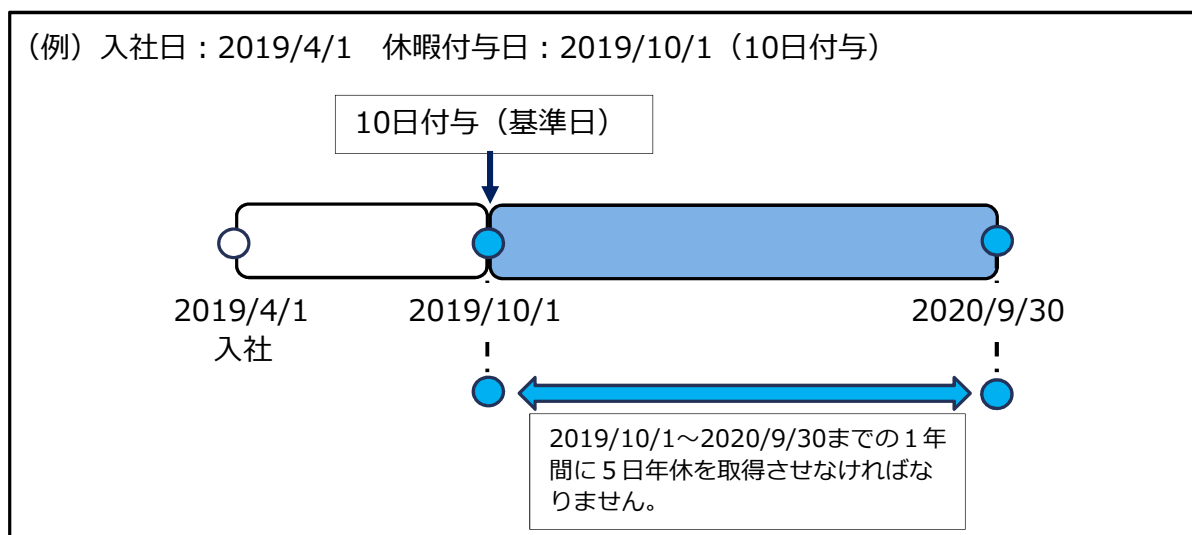 （例）入社日：2019/4/1　休暇付与日：2019/10/1（10日付与）
10日付与（基準日）
2019/4/1
入社
2019/10/1
2020/9/30
2019/10/1～2020/9/30までの１年
間に５日年休を取得させなければな
りません。